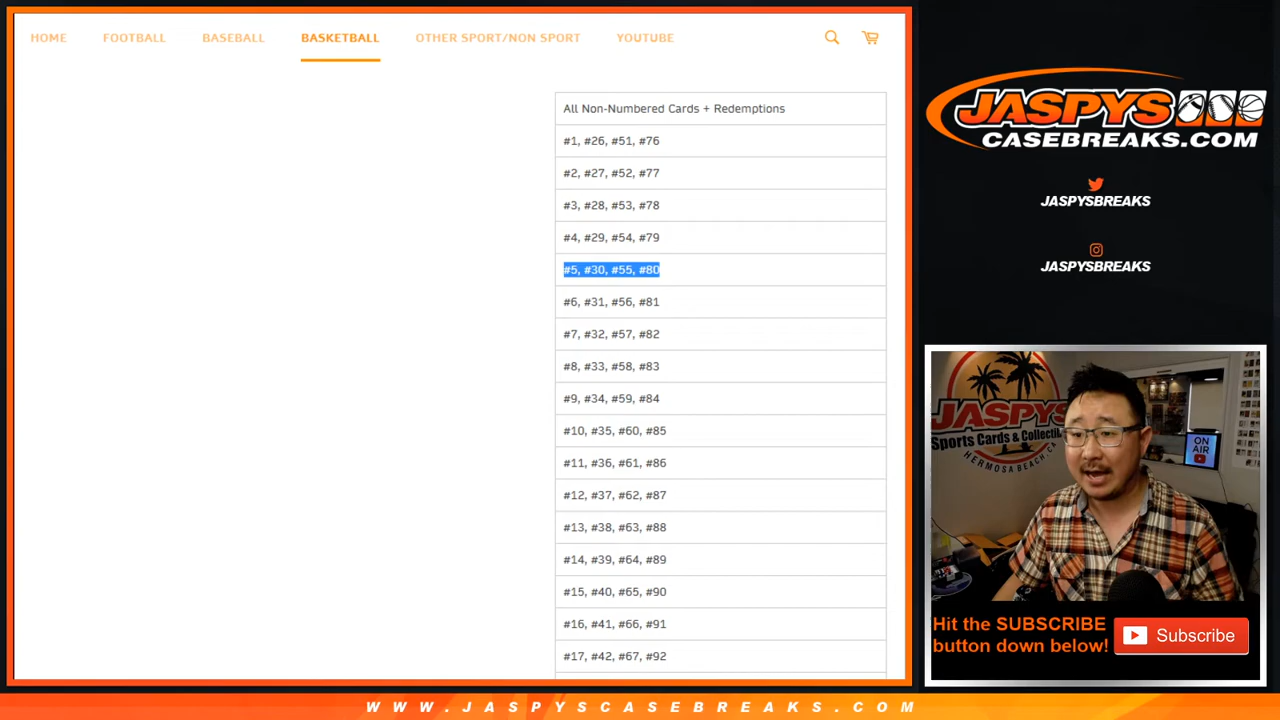 HOME FOOTBALL BASEBALL BASKETBALL OTHER SPORT/NON SPORT YOUTUBE
All Non-Numbered Cards + Redemptions
#1, #26, #51, #76
#2, #27, #52, #77
#3, #28, #53, #78
#4, #29, #54, #79
#5, #30, #55, #80
#6, #31, #56, #81
#7, #32, #57, #82
#8, #33, #58, #83
#9, #34, #59, #84
#10, #35, #60, #85
#11, #36, #61, #86
#12, #37, #62, #87
#13, #38, #63, #88
#14, #39, #64, #89
#15, #40, #65, #90
#16, #41, #66, #91
#17, #42, #67, #92
JASPYS
CASEBREAKS.COM
JASPYSBREAKS
JASPYSBREAKS
JASPYS
Sports Cards & Collectib
HERMOSA BEACH, CA
ON
AIR
Hit the SUBSCRIBE
button down below!
Subscribe
WWW.JASPYSCASEBREAKS.COM